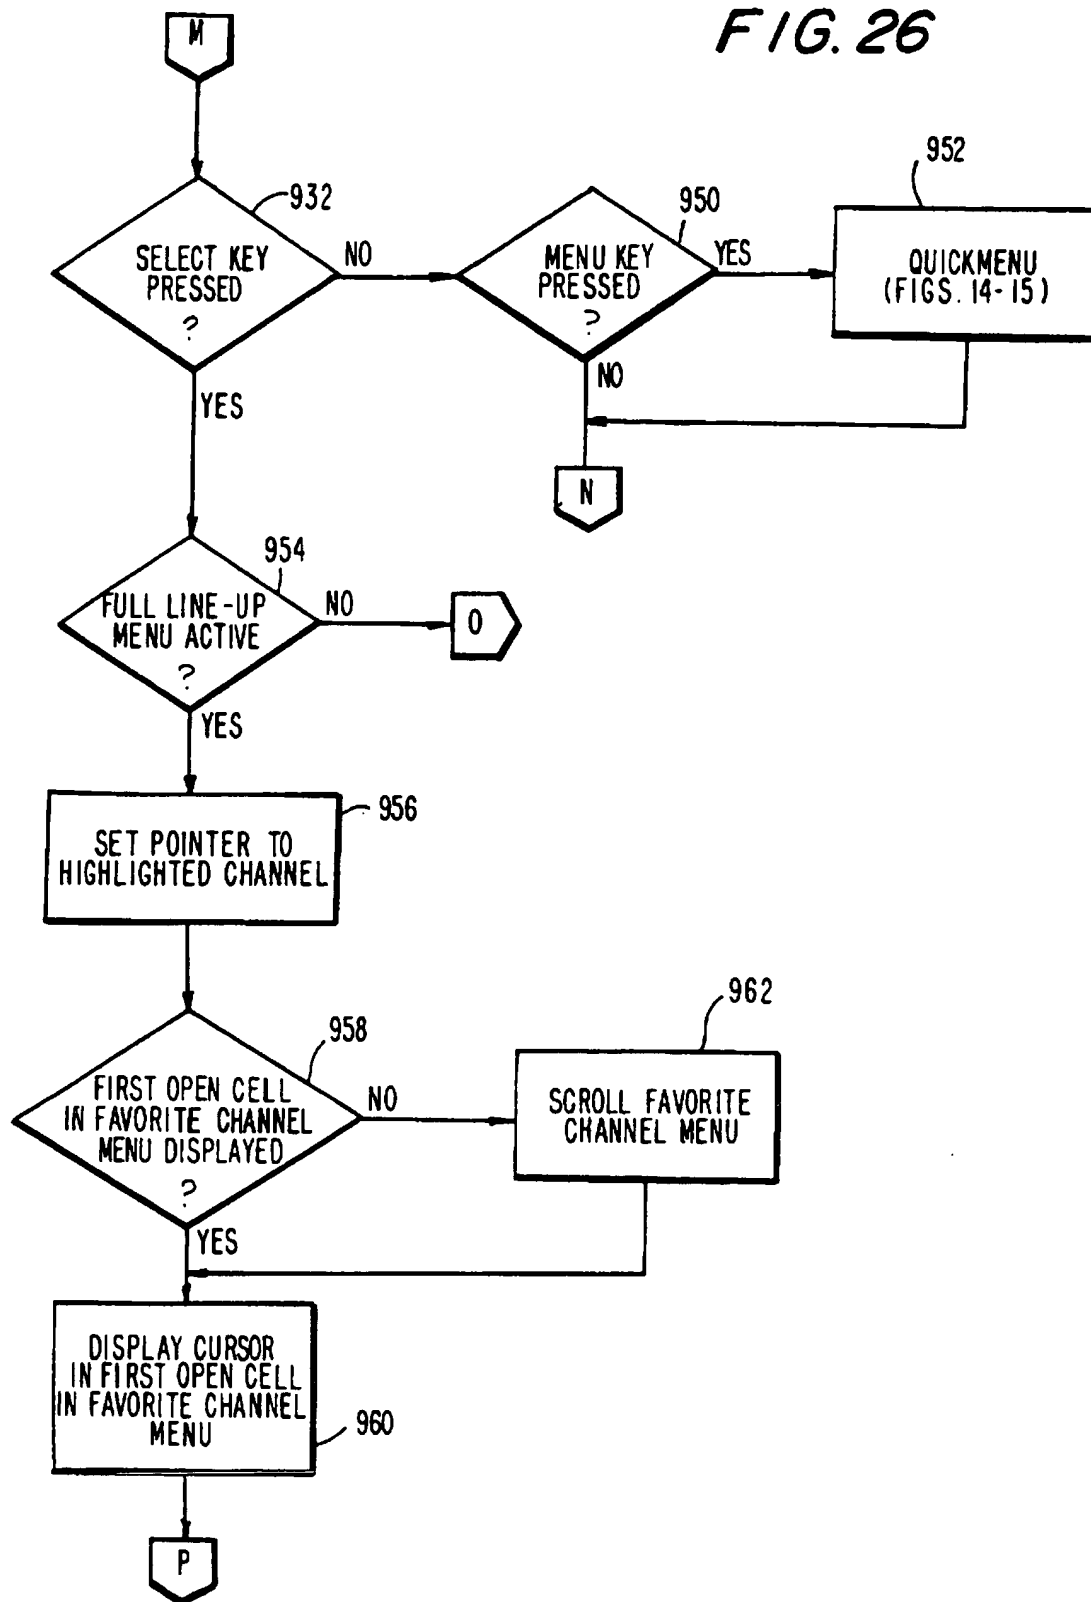 FIG. 26
M
932
SELECT KEY
PRESSED
?
NO
YES
950
MENU KEY
PRESSED
?
YES
NO
952
QUICKMENU
(FIGS. 14-15)
N
954
FULL LINE-UP
MENU ACTIVE
?
NO
O
YES
956
SET POINTER TO
HIGHLIGHTED CHANNEL
958
FIRST OPEN CELL
IN FAVORITE CHANNEL
MENU DISPLAYED
?
NO
962
SCROLL FAVORITE
CHANNEL MENU
YES
DISPLAY CURSOR
IN FIRST OPEN CELL
IN FAVORITE CHANNEL
MENU
960
P